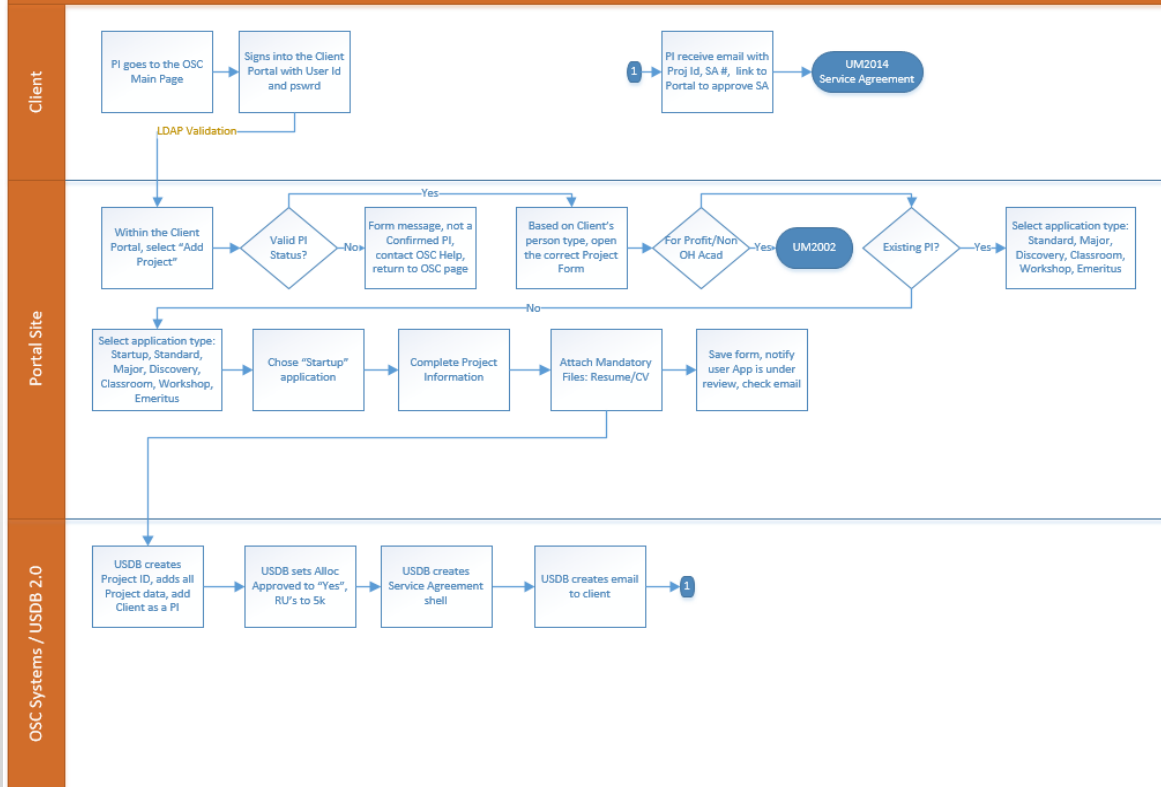 Client
PI goes to the OSC
Main Page
Signs into the Client
Portal with User Id
and pswrd
1
PI receive email with
Proj Id, SA #, link to
Portal to approve SA
UM2014
Service Agreement
LDAP Validation
Portal Site
Within the Client
Portal, select “Add
Project”
Valid PI
Status?
Yes
No
Form message, not a
Confirmed PI,
contact OSC Help,
return to OSC page
Based on Client’s
person type, open
the correct Project
Form
For Profit/Non
OH Acad
Yes
UM2002
Existing PI?
Yes
Select application type:
Standard, Major,
Discovery, Classroom,
Workshop, Emeritus
No
Select application type:
Startup, Standard,
Major, Discovery,
Classroom, Workshop,
Emeritus
Chose “Startup”
application
Complete Project
Information
Attach Mandatory
Files: Resume/CV
Save form, notify
user App is under
review, check email
OSC Systems / USDB 2.0
USDB creates
Project ID, adds all
Project data, add
Client as a PI
USDB sets Alloc
Approved to “Yes”,
RU’s to 5k
USDB creates
Service Agreement
shell
USDB creates email
to client
1